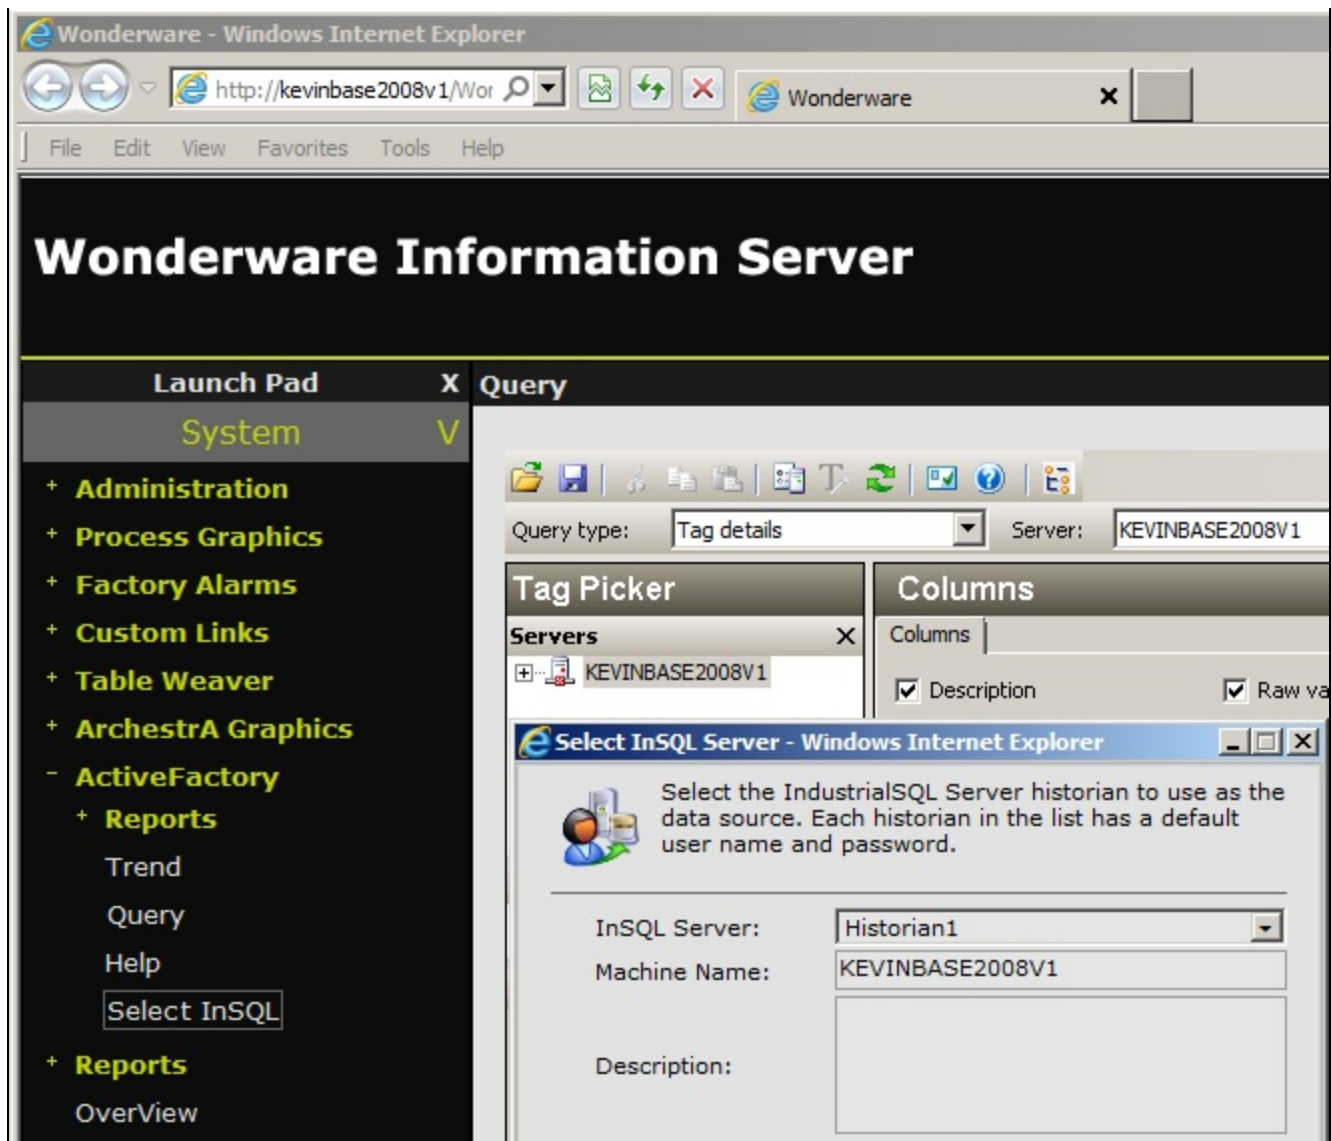 Wonderware - Windows Internet Explorer
http://kevinbase2008v1/Wor
Wonderware
File Edit View Favorites Tools Help
Wonderware Information Server
Launch Pad X
System V
+ Administration
+ Process Graphics
+ Factory Alarms
+ Custom Links
+ Table Weaver
+ ArchestrA Graphics
- ActiveFactory
+ Reports
Trend
Query
Help
Select InSQL
+ Reports
OverView
Query
Query type: Tag details Server: KEVINBASE2008V1
Tag Picker
Servers
KEVINBASE2008V1
Columns
Columns
Description Raw va
Select InSQL Server - Windows Internet Explorer
Select the IndustrialSQL Server historian to use as the
data source. Each historian in the list has a default
user name and password.
InSQL Server: Historian1
Machine Name: KEVINBASE2008V1
Description: